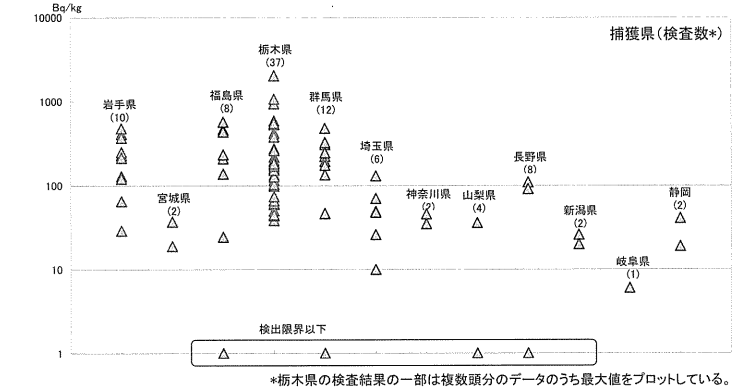 Bq/kg
10000
捕獲県(検査数*)
栃木県
(37)
1000
福島県
(8)
群馬県
(12)
岩手県
(10)
埼玉県
(6)
長野県
(8)
100
宮城県
(2)
神奈川県
(2)
山梨県
(4)
新潟県
(2)
静岡
(2)
10
岐阜県
(1)
検出限界以下
1
*栃木県の検査結果の一部は複数頭分のデータのうち最大値をプロットしている。